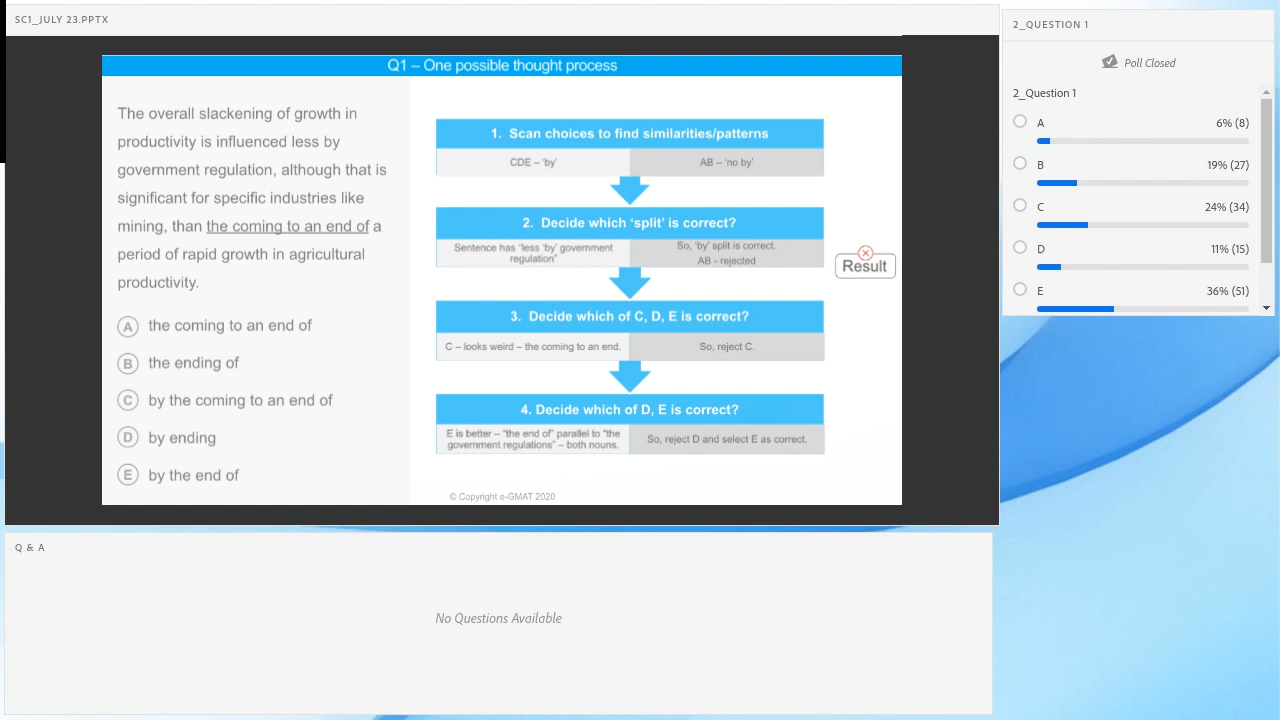 SC1_JULY 23.PPTX
Q1 – One possible thought process
The overall slackening of growth in
productivity is influenced less by
government regulation, although that is
significant for specific industries like
mining, than the coming to an end of a
period of rapid growth in agricultural
productivity.
A the coming to an end of
B the ending of
C by the coming to an end of
D by ending
E by the end of
1. Scan choices to find similarities/patterns
CDE – 'by'
AB – 'no by'
2. Decide which 'split' is correct?
Sentence has "less 'by' government
regulation"
So, 'by' split is correct.
AB - rejected
3. Decide which of C, D, E is correct?
C – looks weird – the coming to an end.
So, reject C.
4. Decide which of D, E is correct?
E is better – "the end of" parallel to "the
government regulations" – both nouns.
So, reject D and select E as correct.
Result
© Copyright e-GMAT 2020
2_QUESTION 1
Poll Closed
2_Question 1
A 6% (8)
B 19% (27)
C 24% (34)
D 11% (15)
E 36% (51)
Q & A
No Questions Available